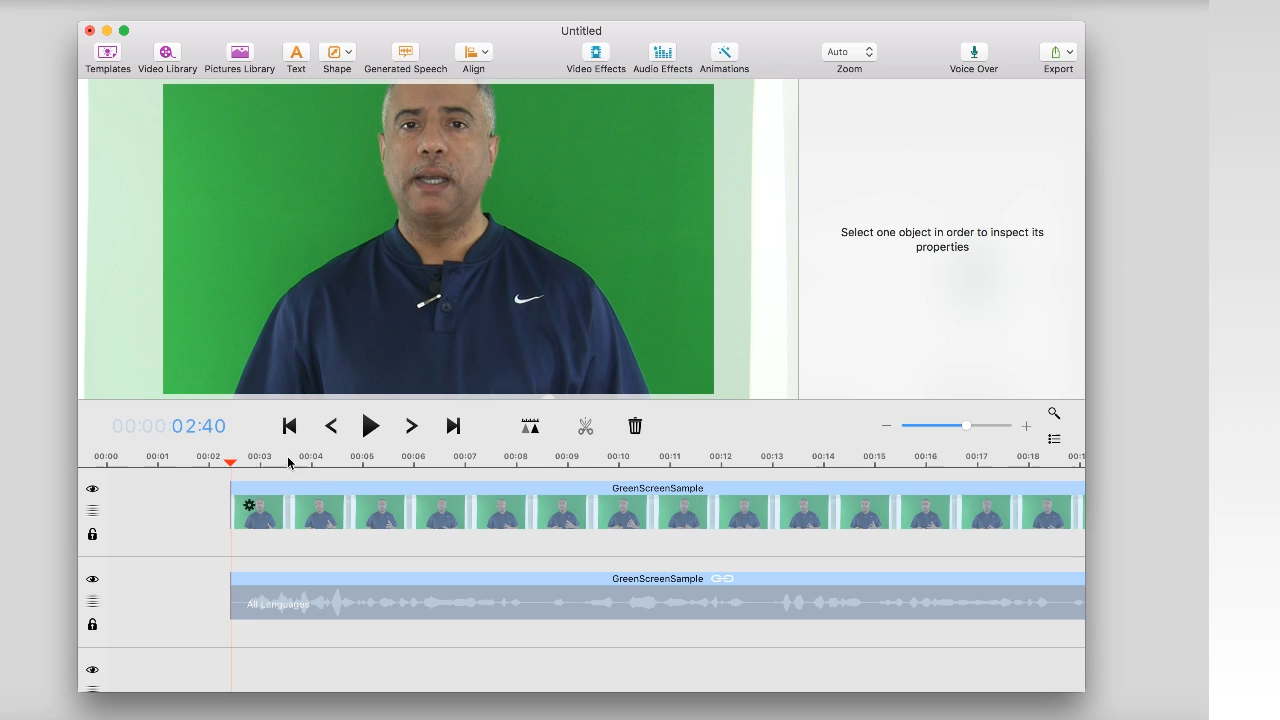 Untitled
Templates Video Library Pictures Library Text Shape Generated Speech Align Video Effects Audio Effects Animations Auto Zoom Voice Over Export
Select one object in order to inspect its
properties
00:00:02:40
00:00 00:01 00:02 00:03 00:04 00:05 00:06 00:07 00:08 00:09 00:10 00:11 00:12 00:13 00:14 00:15 00:16 00:17 00:18
GreenScreenSample
GreenScreenSample
All Languages